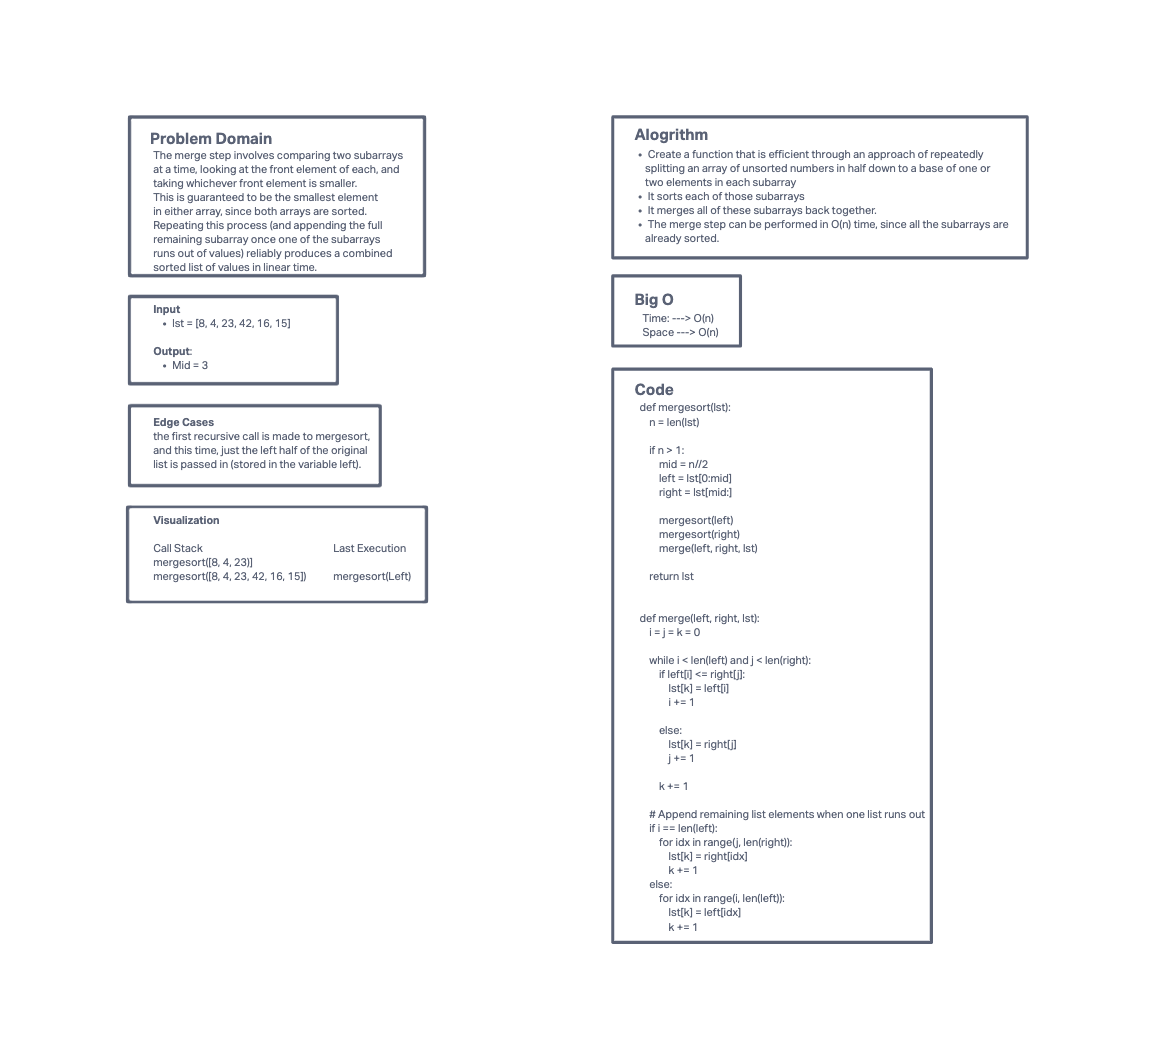 Problem Domain
The merge step involves comparing two subarrays
at a time, looking at the front element of each, and
taking whichever front element is smaller.
This is guaranteed to be the smallest element
in either array, since both arrays are sorted.
Repeating this process (and appending the full
remaining subarray once one of the subarrays
runs out of values) reliably produces a combined
sorted list of values in linear time.
Input
• lst = [8, 4, 23, 42, 16, 15]
Output:
• Mid = 3
Edge Cases
the first recursive call is made to mergesort,
and this time, just the left half of the original
list is passed in (stored in the variable left).
Visualization
Call Stack Last Execution
mergesort([8, 4, 23)]
mergesort([8, 4, 23, 42, 16, 15]) mergesort(Left)
Alogrithm
• Create a function that is efficient through an approach of repeatedly
splitting an array of unsorted numbers in half down to a base of one or
two elements in each subarray
• It sorts each of those subarrays
• It merges all of these subarrays back together.
• The merge step can be performed in O(n) time, since all the subarrays are
already sorted.
Big O
Time: ---> O(n)
Space ---> O(n)
Code
def mergesort(lst):
n = len(lst)
if n > 1:
mid = n//2
left = lst[0:mid]
right = lst[mid:]
mergesort(left)
mergesort(right)
merge(left, right, lst)
return lst
def merge(left, right, lst):
i = j = k = 0
while i < len(left) and j < len(right):
if left[i] <= right[j]:
lst[k] = left[i]
i += 1
else:
lst[k] = right[j]
j += 1
k += 1
# Append remaining list elements when one list runs out
if i == len(left):
for idx in range(j, len(right)):
lst[k] = right[idx]
k += 1
else:
for idx in range(i, len(left)):
lst[k] = left[idx]
k += 1